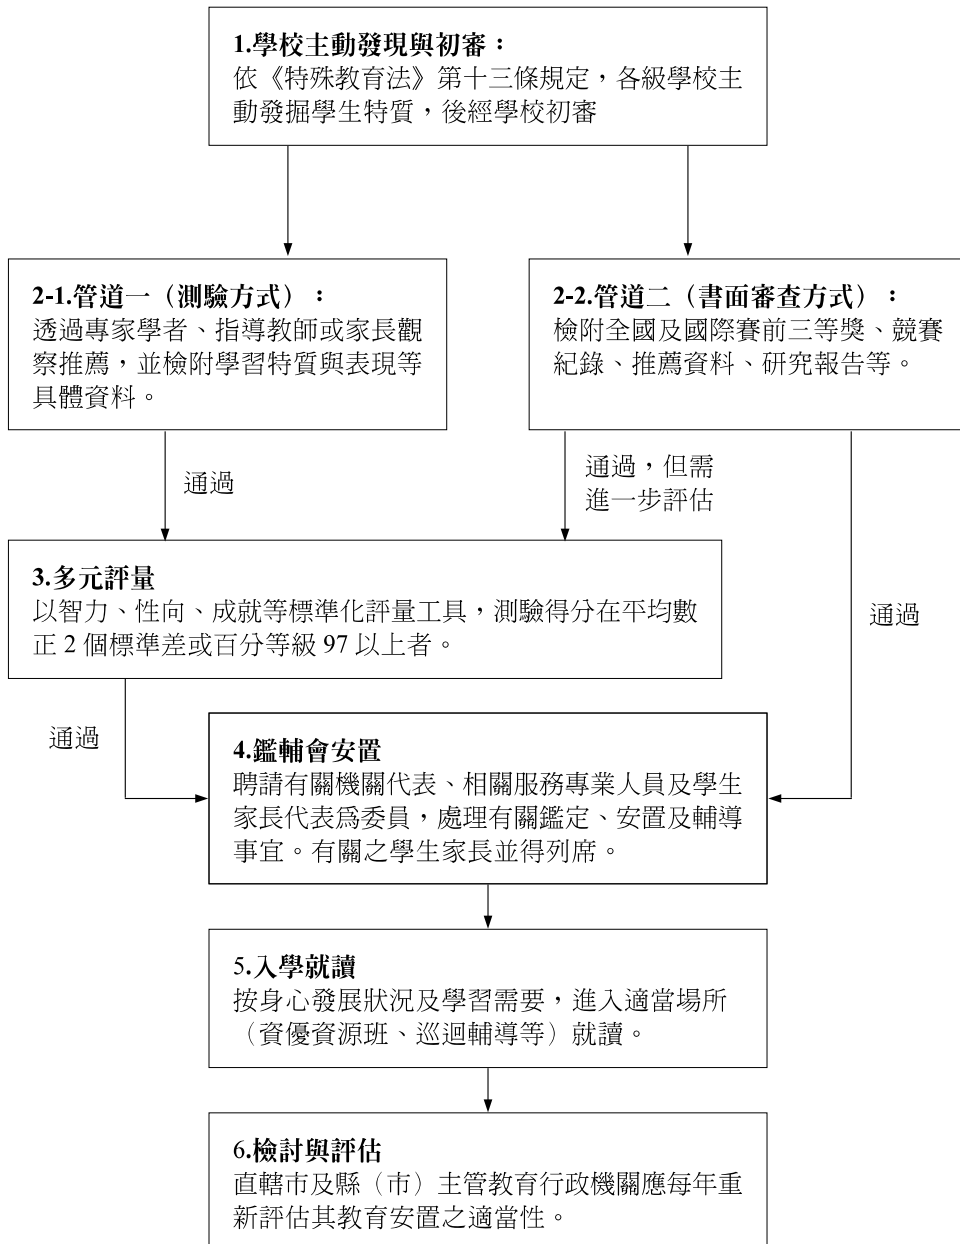 1.學校主動發現與初審：
依《特殊教育法》第十三條規定，各級學校主
動發掘學生特質，後經學校初審
2-1.管道一（測驗方式）：
透過專家學者、指導教師或家長觀
察推薦，並檢附學習特質與表現等
具體資料。
2-2.管道二（書面審查方式）：
檢附全國及國際賽前三等獎、競賽
紀錄、推薦資料、研究報告等。
通過
通過，但需
進一步評估
3.多元評量
以智力、性向、成就等標準化評量工具，測驗得分在平均數
正 2 個標準差或百分等級 97 以上者。
通過
通過
4.鑑輔會安置
聘請有關機關代表、相關服務專業人員及學生
家長代表爲委員，處理有關鑑定、安置及輔導
事宜。有關之學生家長並得列席。
5.入學就讀
按身心發展狀況及學習需要，進入適當場所
（資優資源班、巡迴輔導等）就讀。
6.檢討與評估
直轄市及縣（市）主管教育行政機關應每年重
新評估其教育安置之適當性。